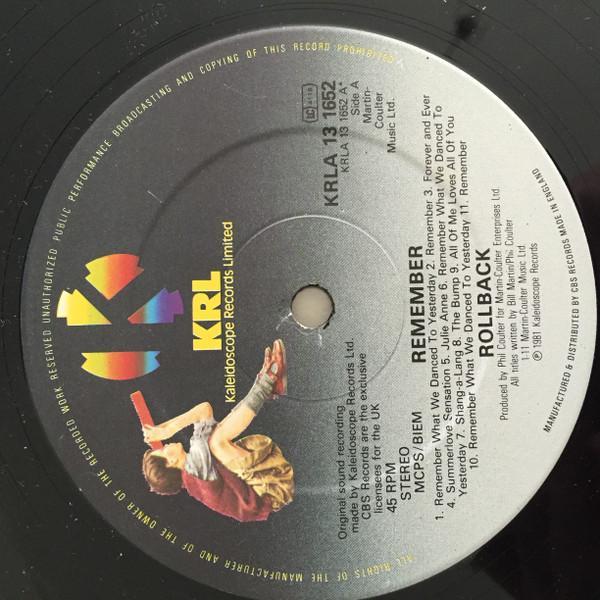 ALL RIGHTS OF THE MANUFACTURER AND OF THE OWNER OF THE RECORDED WORK RESERVED UNAUTHORIZED PUBLIC PERFORMANCE BROADCASTING AND COPYING OF THIS RECORD PROHIBITED
K
KRL
Kaleidoscope Records Limited
Original sound recording
made by Kaleidoscope Records Ltd.
CBS Records are the exclusive
licensees for the UK
45 RPM
STEREO
MCPS/BIEM
LC
KRLA 13 1652
KRLA 13 1652 A*
Side A
Martin-
Coulter
Music Ltd.
REMEMBER
1. Remember What We Danced To Yesterday 2. Remember 3. Forever and Ever
4. Summerlove Sensation 5. Julie Anne 6. Remember What We Danced To
Yesterday 7. Shang-a-Lang 8. The Bump 9. All Of Me Loves All Of You
10. Remember What We Danced To Yesterday 11. Remember
ROLLBACK
Produced by Phil Coulter for Martin-Coulter Enterprises Ltd
All titles written by Bill Martin/Phil Coulter
1-11 Martin-Coulter Music Ltd.
℗ 1981 Kaleidoscope Records
MANUFACTURED & DISTRIBUTED BY CBS RECORDS MADE IN ENGLAND